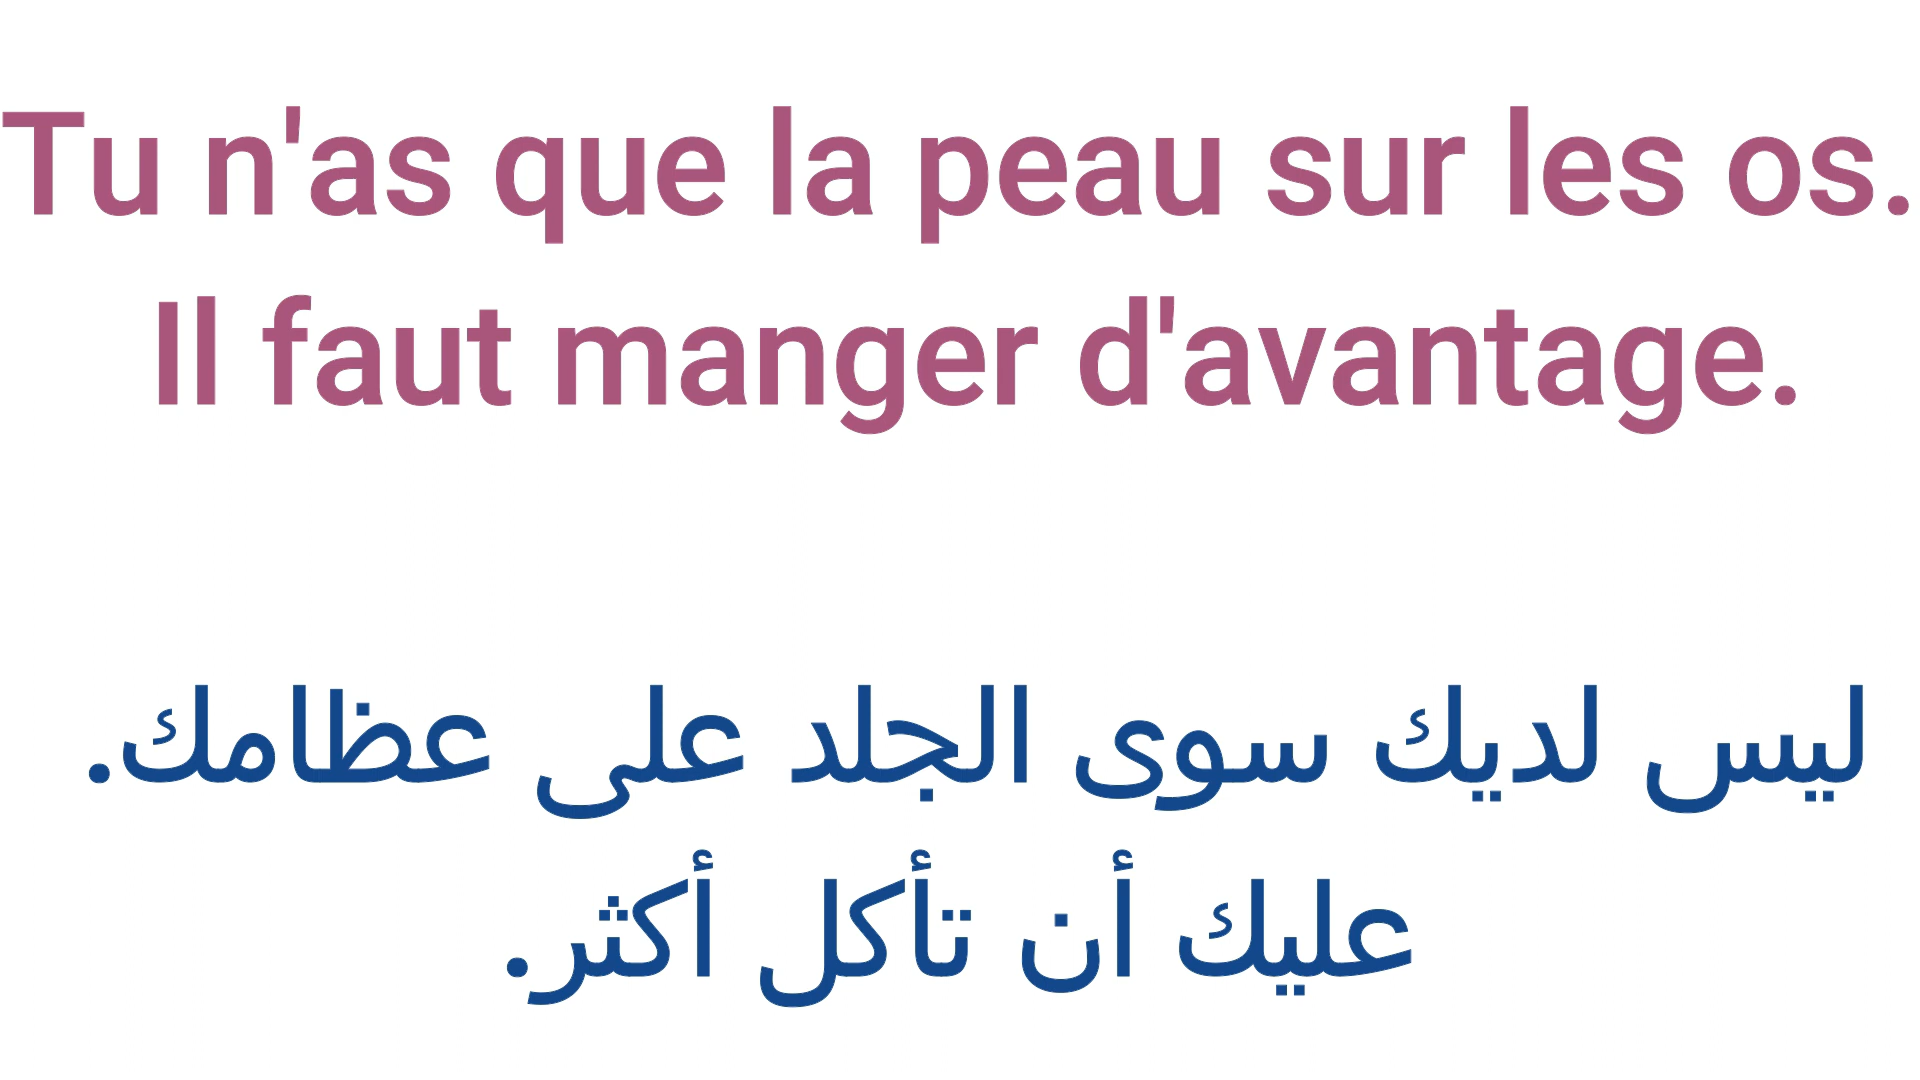 Tu n'as que la peau sur les os.
Il faut manger d'avantage.
ليس لديك سوى الجلد على عظامك.
عليك أن تأكل أكثر.